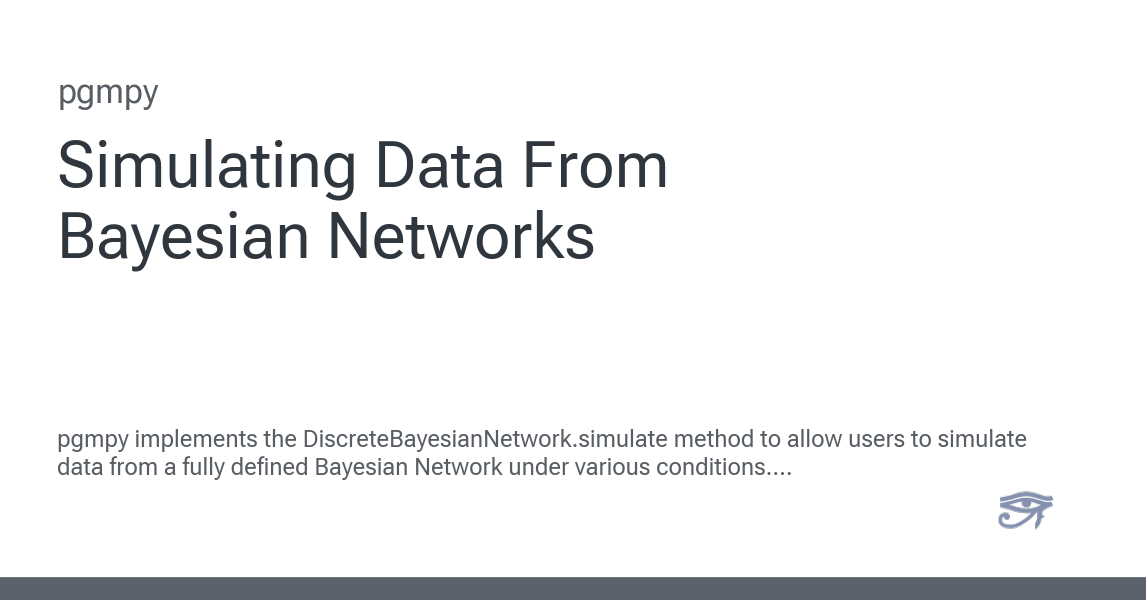 pgmpy
Simulating Data From
Bayesian Networks
pgmpy implements the DiscreteBayesianNetwork.simulate method to allow users to simulate
data from a fully defined Bayesian Network under various conditions....